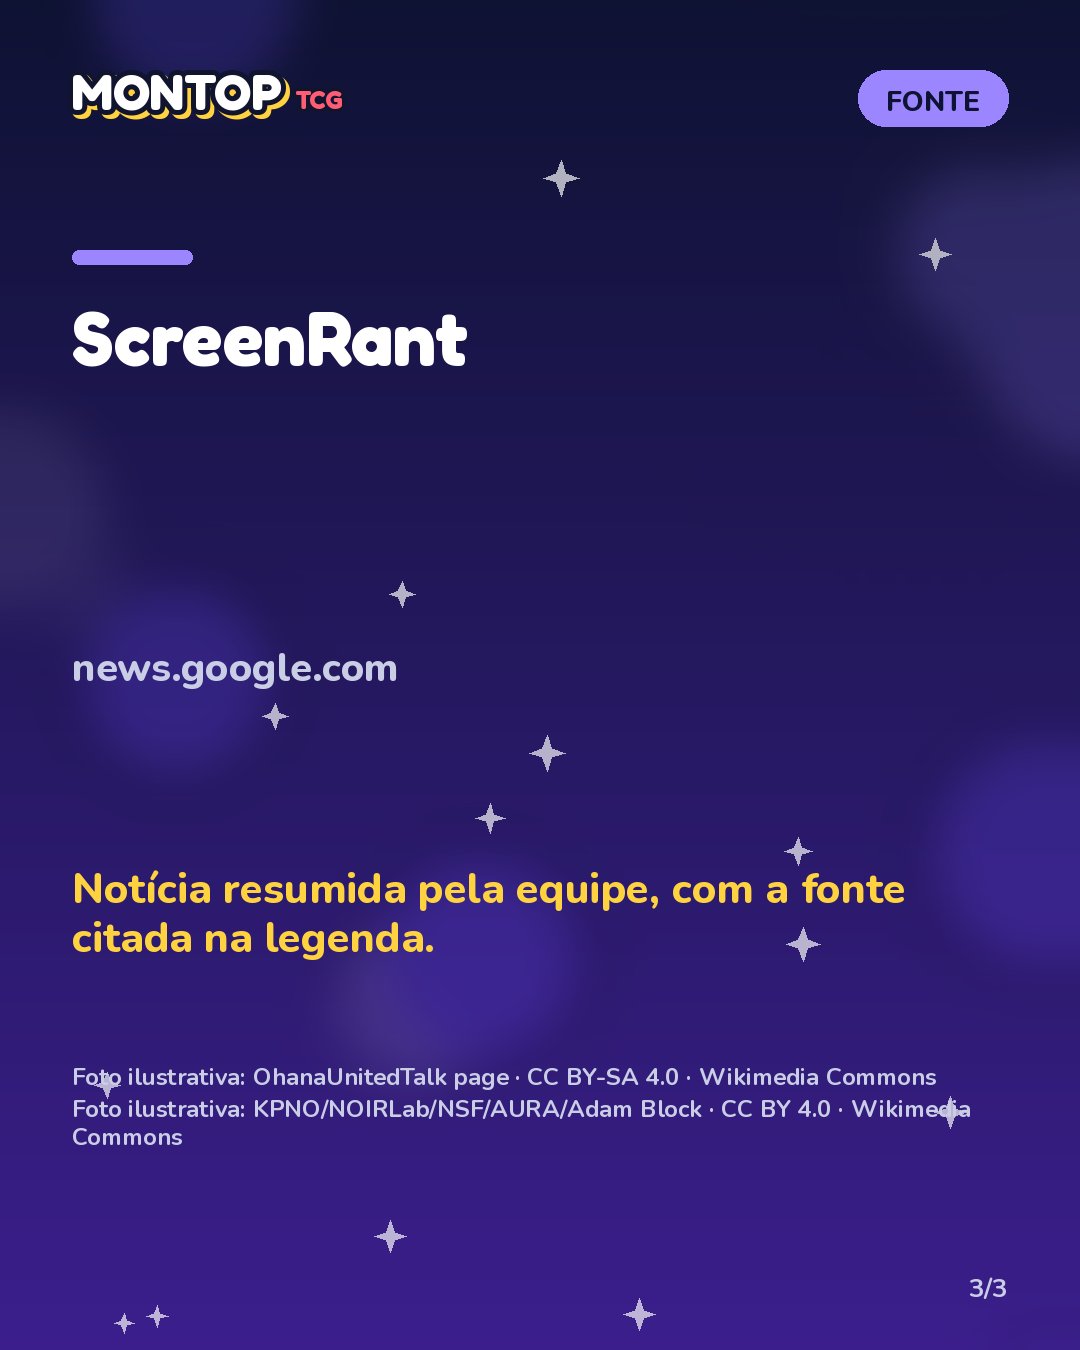 MONTOP TCG
FONTE
ScreenRant
news.google.com
Notícia resumida pela equipe, com a fonte
citada na legenda.
Foto ilustrativa: OhanaUnitedTalk page · CC BY-SA 4.0 · Wikimedia Commons
Foto ilustrativa: KPNO/NOIRLab/NSF/AURA/Adam Block · CC BY 4.0 · Wikimedia
Commons
3/3